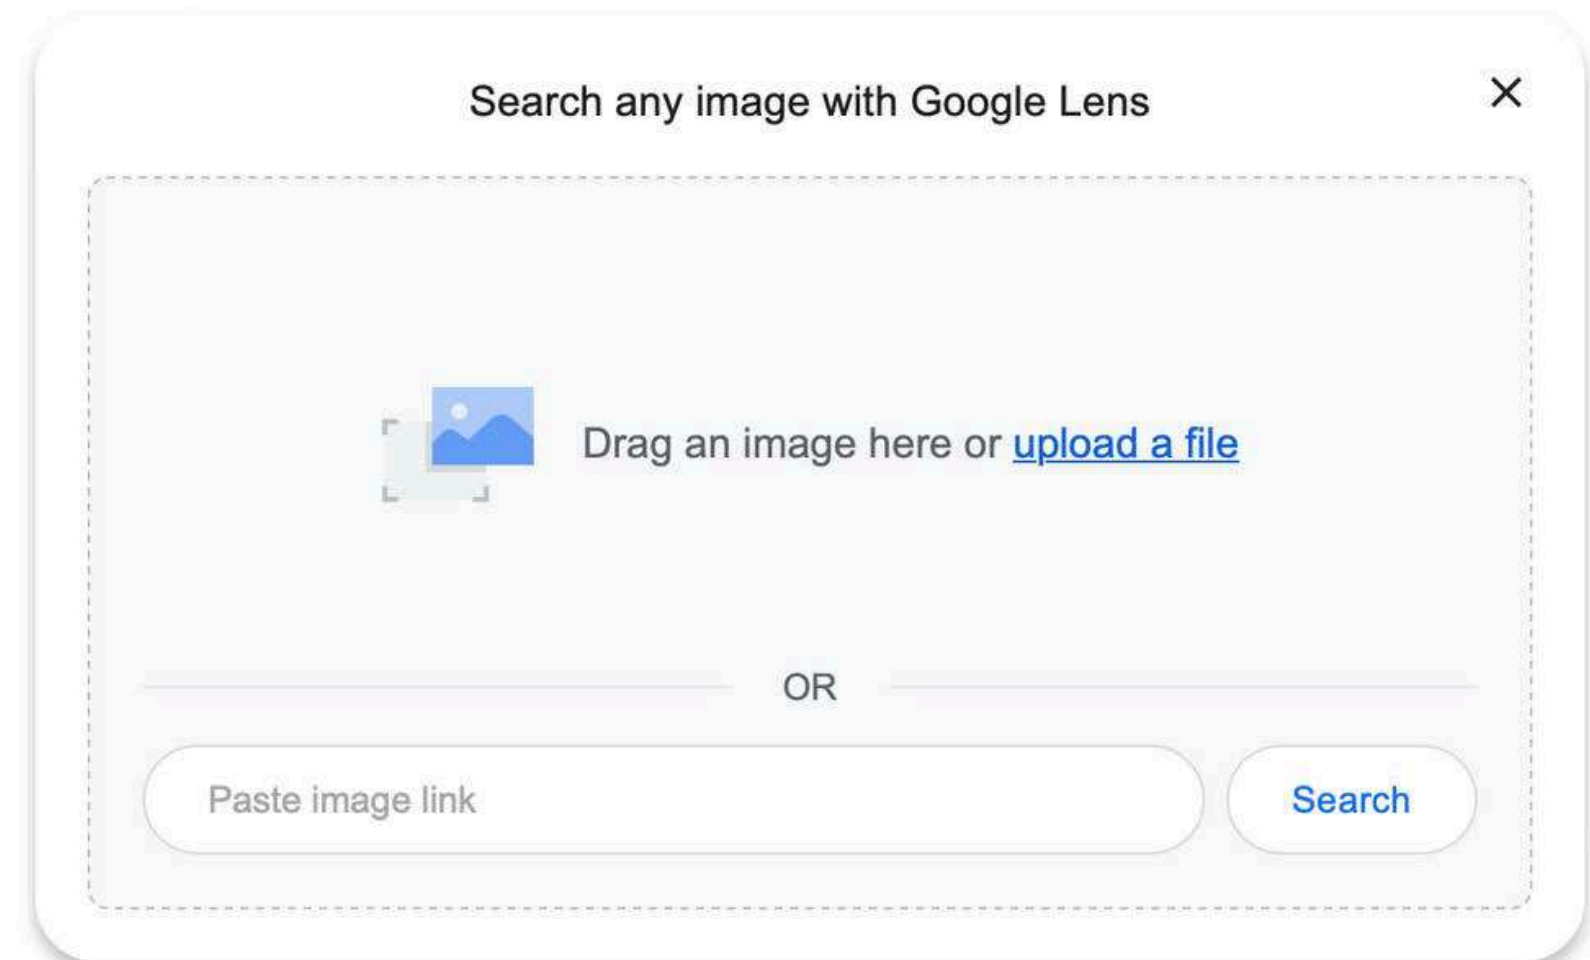 Search any image with Google Lens
Drag an image here or upload a file
OR
Paste image link
Search